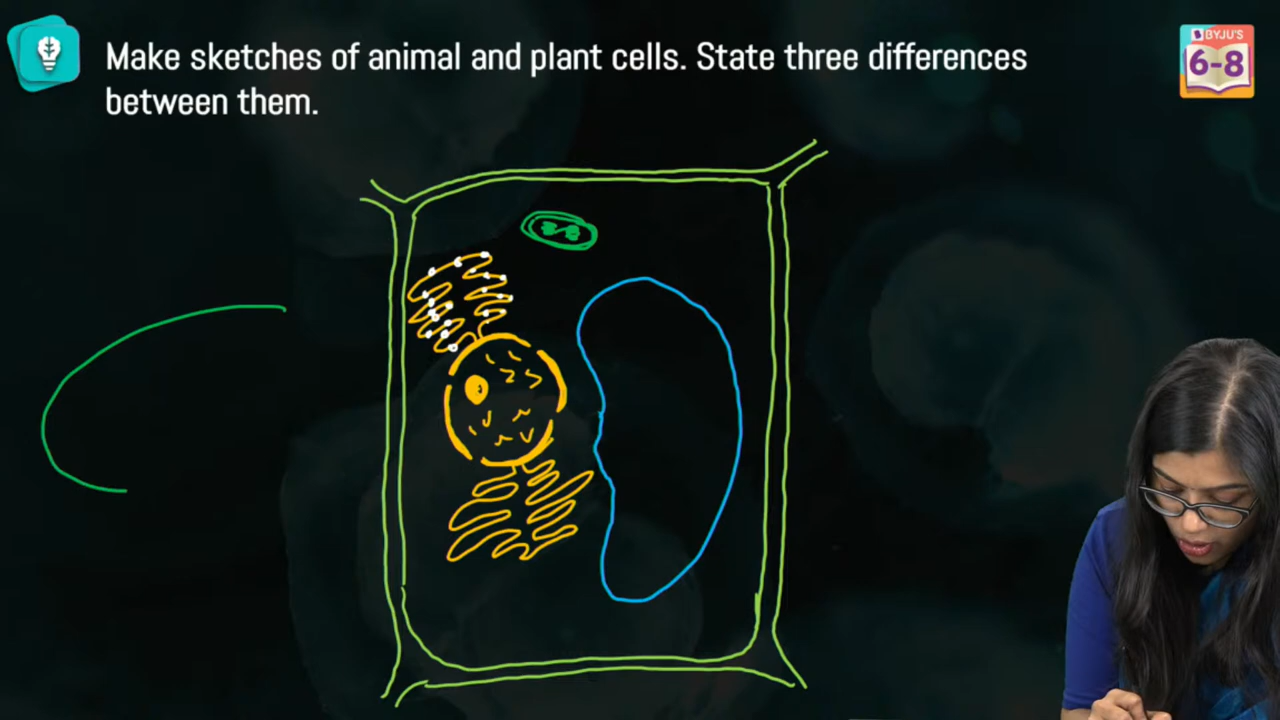 Make sketches of animal and plant cells. State three differences
between them.
BYJU'S
6-8